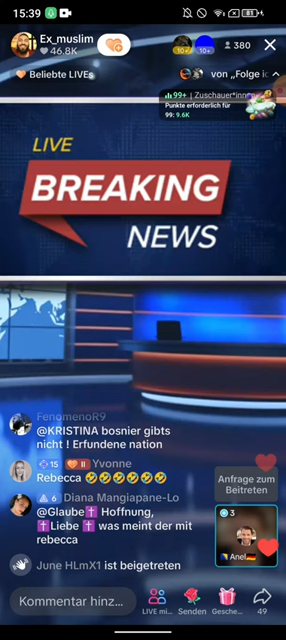 15:39
81
Ex_muslim
46.8K
10+
10+
380
Beliebte LIVEs
von „Folge i
99+ | Zuschauer*innen
Punkte erforderlich für
99: 9.6K
LIVE
BREAKING
NEWS
FenomenoR9
@KRISTINA bosnier gibts
nicht ! Erfundene nation
15 II Yvonne
Rebecca 🤣🤣🤣🤣🤣🤣
6 Diana Mangiapane-Lo
@Glaube✝️ Hoffnung,
✝️Liebe ✝️ was meint der mit
rebecca
June HLmX1 ist beigetreten
Anfrage zum
Beitreten
3
Anel🇩🇪
Kommentar hinz...
LIVE mi...
Senden
Gesche...
49